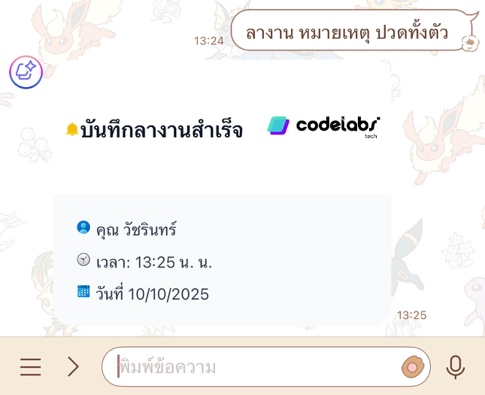 ลางาน หมายเหตุ ปวดทั้งตัว
13:24
🔔บันทึกลางานสำเร็จ
codelabs
tech
คุณ วัชรินทร์
เวลา: 13:25 น. น.
วันที่ 10/10/2025
13:25
พิมพ์ข้อความ